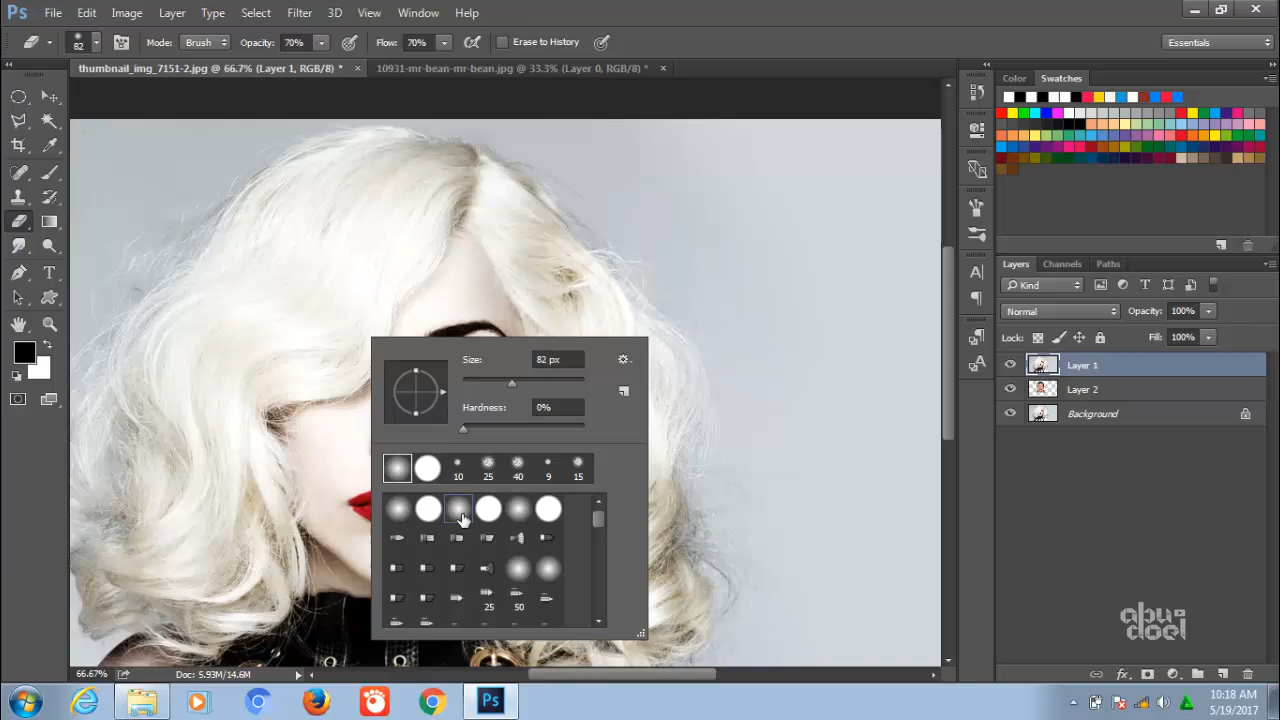 Ps File Edit Image Layer Type Select Filter 3D View Window Help
82 Mode: Brush Opacity: 70% Flow: 70% Erase to History Essentials
thumbnail_img_7151-2.jpg @ 66.7% (Layer 1, RGB/8) * × 10931-mr-bean-mr-bean.jpg @ 33.3% (Layer 0, RGB/8) * ×
Color Swatches
Layers Channels Paths
Kind
Normal Opacity: 100%
Lock: Fill: 100%
Layer 1
Layer 2
Background
Size: 82 px
Hardness: 0%
10 25 40 9 15
25 50
abu doel
66.67% Doc: 5.93M/14.6M
Ps
10:18 AM
5/19/2017